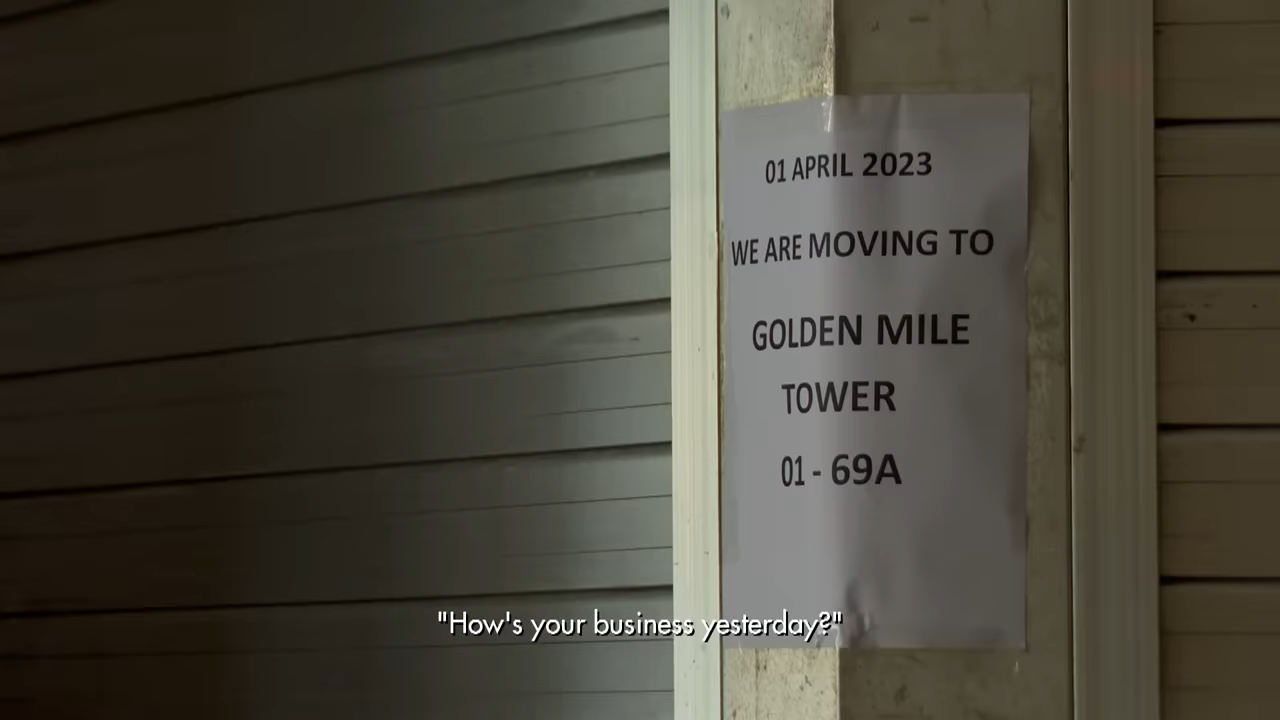 01 APRIL 2023
WE ARE MOVING TO
GOLDEN MILE
TOWER
01 - 69A
"How's your business yesterday?"